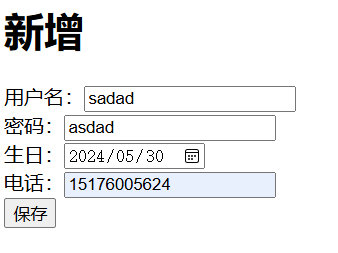 新增
用户名：sadad
密码：asdad
生日：2024/05/30
电话：15176005624
保存